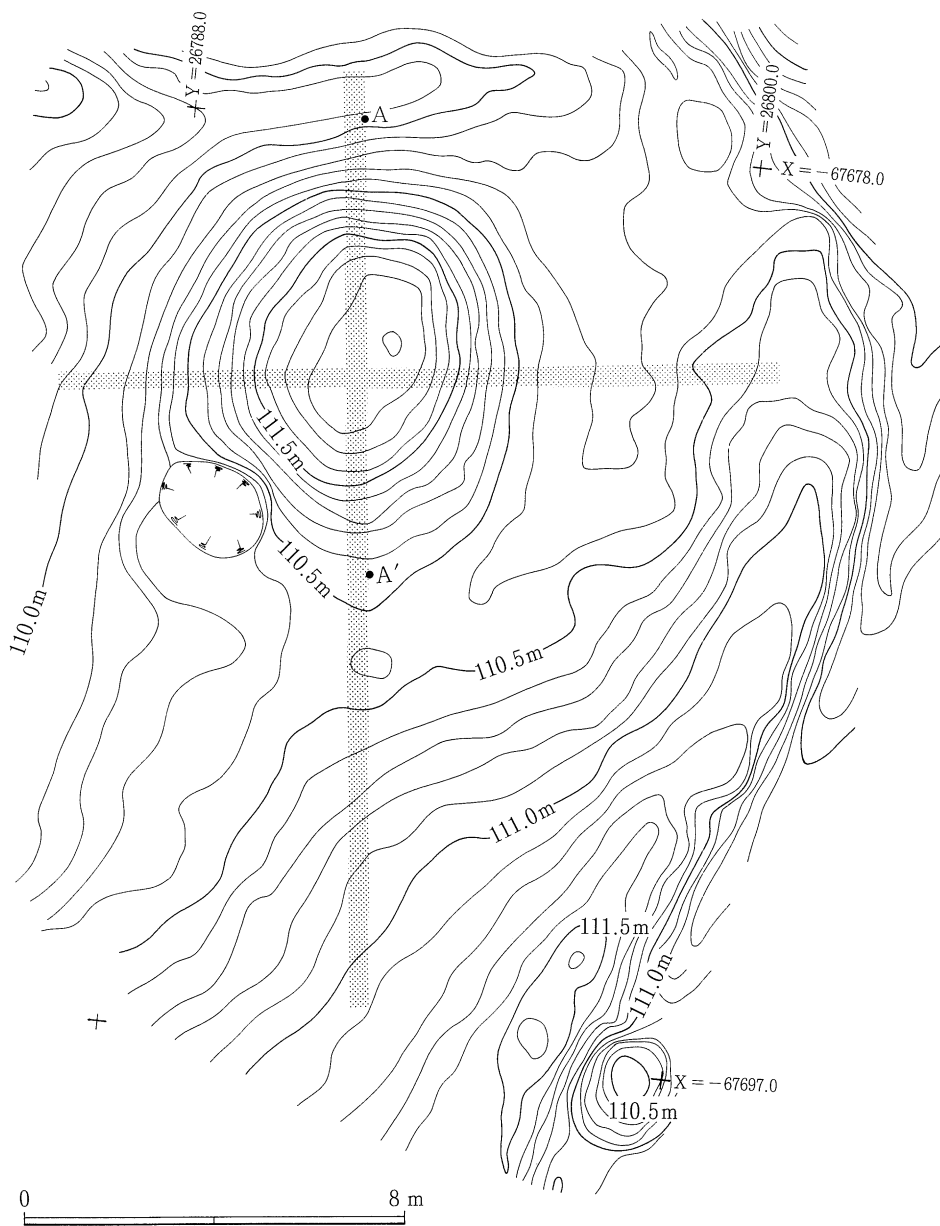 Y = 26788.0
Y = 26800.0
A
X = -67678.0
111.5m
110.5m
A′
110.0m
110.5m
111.0m
111.5m
111.0m
X = -67697.0
110.5m
0 8 m